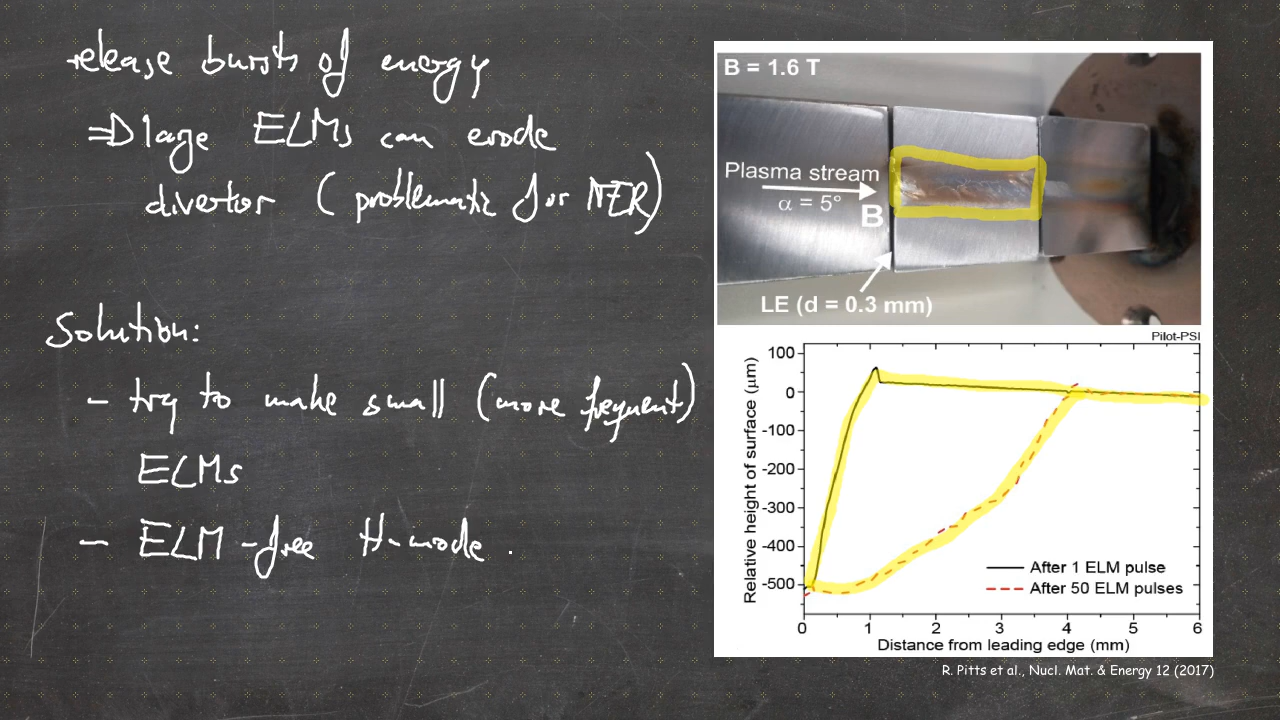 release bursts of energy
⇒ large ELMs can erode
divertor (problematic for
Solution:
- try to make small (more frequent)
ELMs
- ELM-free H-mode.
B = 1.6 T
Plasma stream
α = 5°
B
LE (d = 0.3 mm)
Pilot-PSI
Relative height of surface (μm)
100
0
-100
-200
-300
-400
-500
After 1 ELM pulse
After 50 ELM pulses
0 1 2 3 4 5 6
Distance from leading edge (mm)
R. Pitts et al., Nucl. Mat. & Energy 12 (2017)